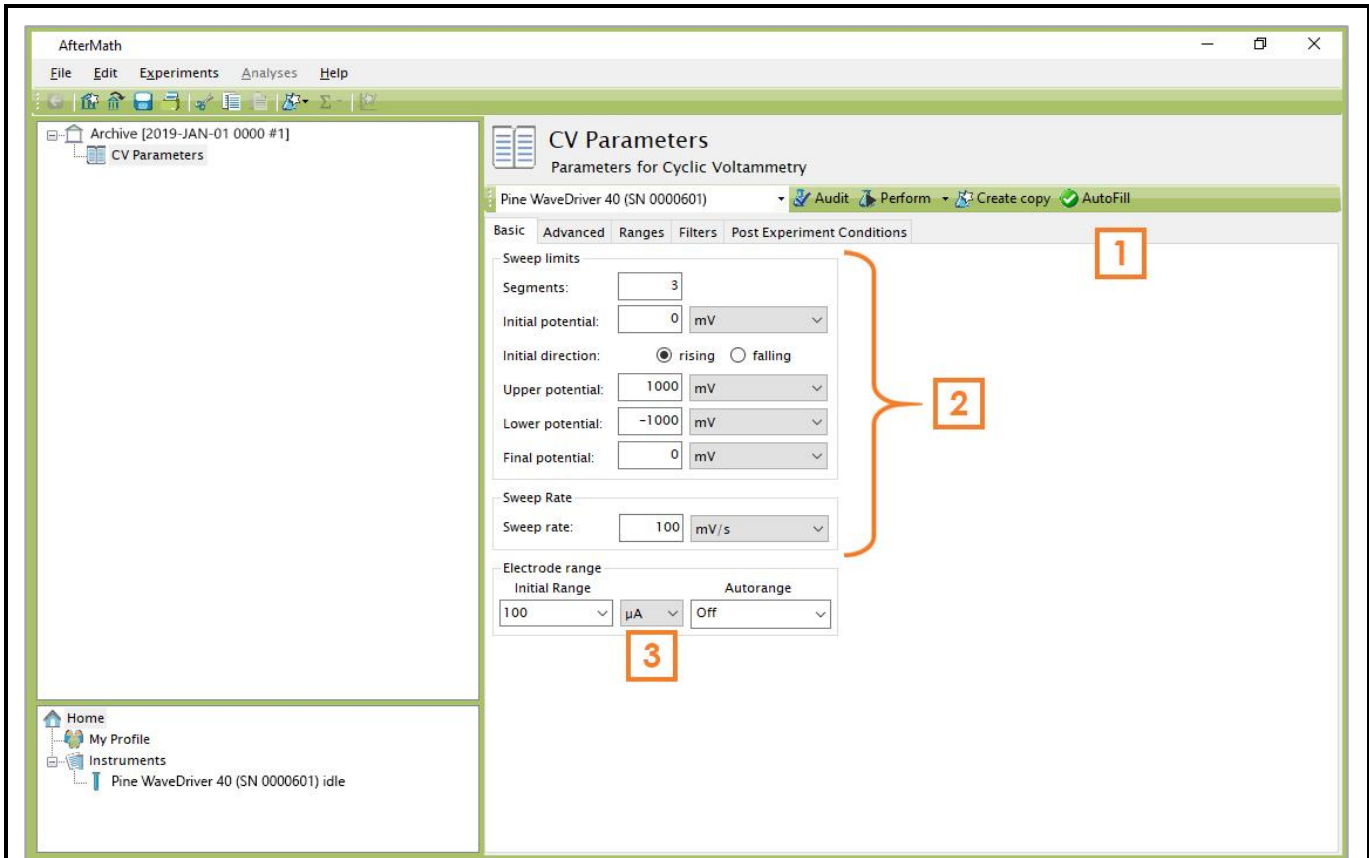 AfterMath
File Edit Experiments Analyses Help
Archive [2019-JAN-01 0000 #1]
CV Parameters
CV Parameters
Parameters for Cyclic Voltammetry
Pine WaveDriver 40 (SN 0000601) Audit Perform Create copy AutoFill
Basic Advanced Ranges Filters Post Experiment Conditions
1
Sweep limits
Segments: 3
Initial potential: 0 mV
Initial direction: rising falling
Upper potential: 1000 mV
2
Lower potential: -1000 mV
Final potential: 0 mV
Sweep Rate
Sweep rate: 100 mV/s
Electrode range
Initial Range Autorange
100 µA Off
3
Home
My Profile
Instruments
Pine WaveDriver 40 (SN 0000601) idle